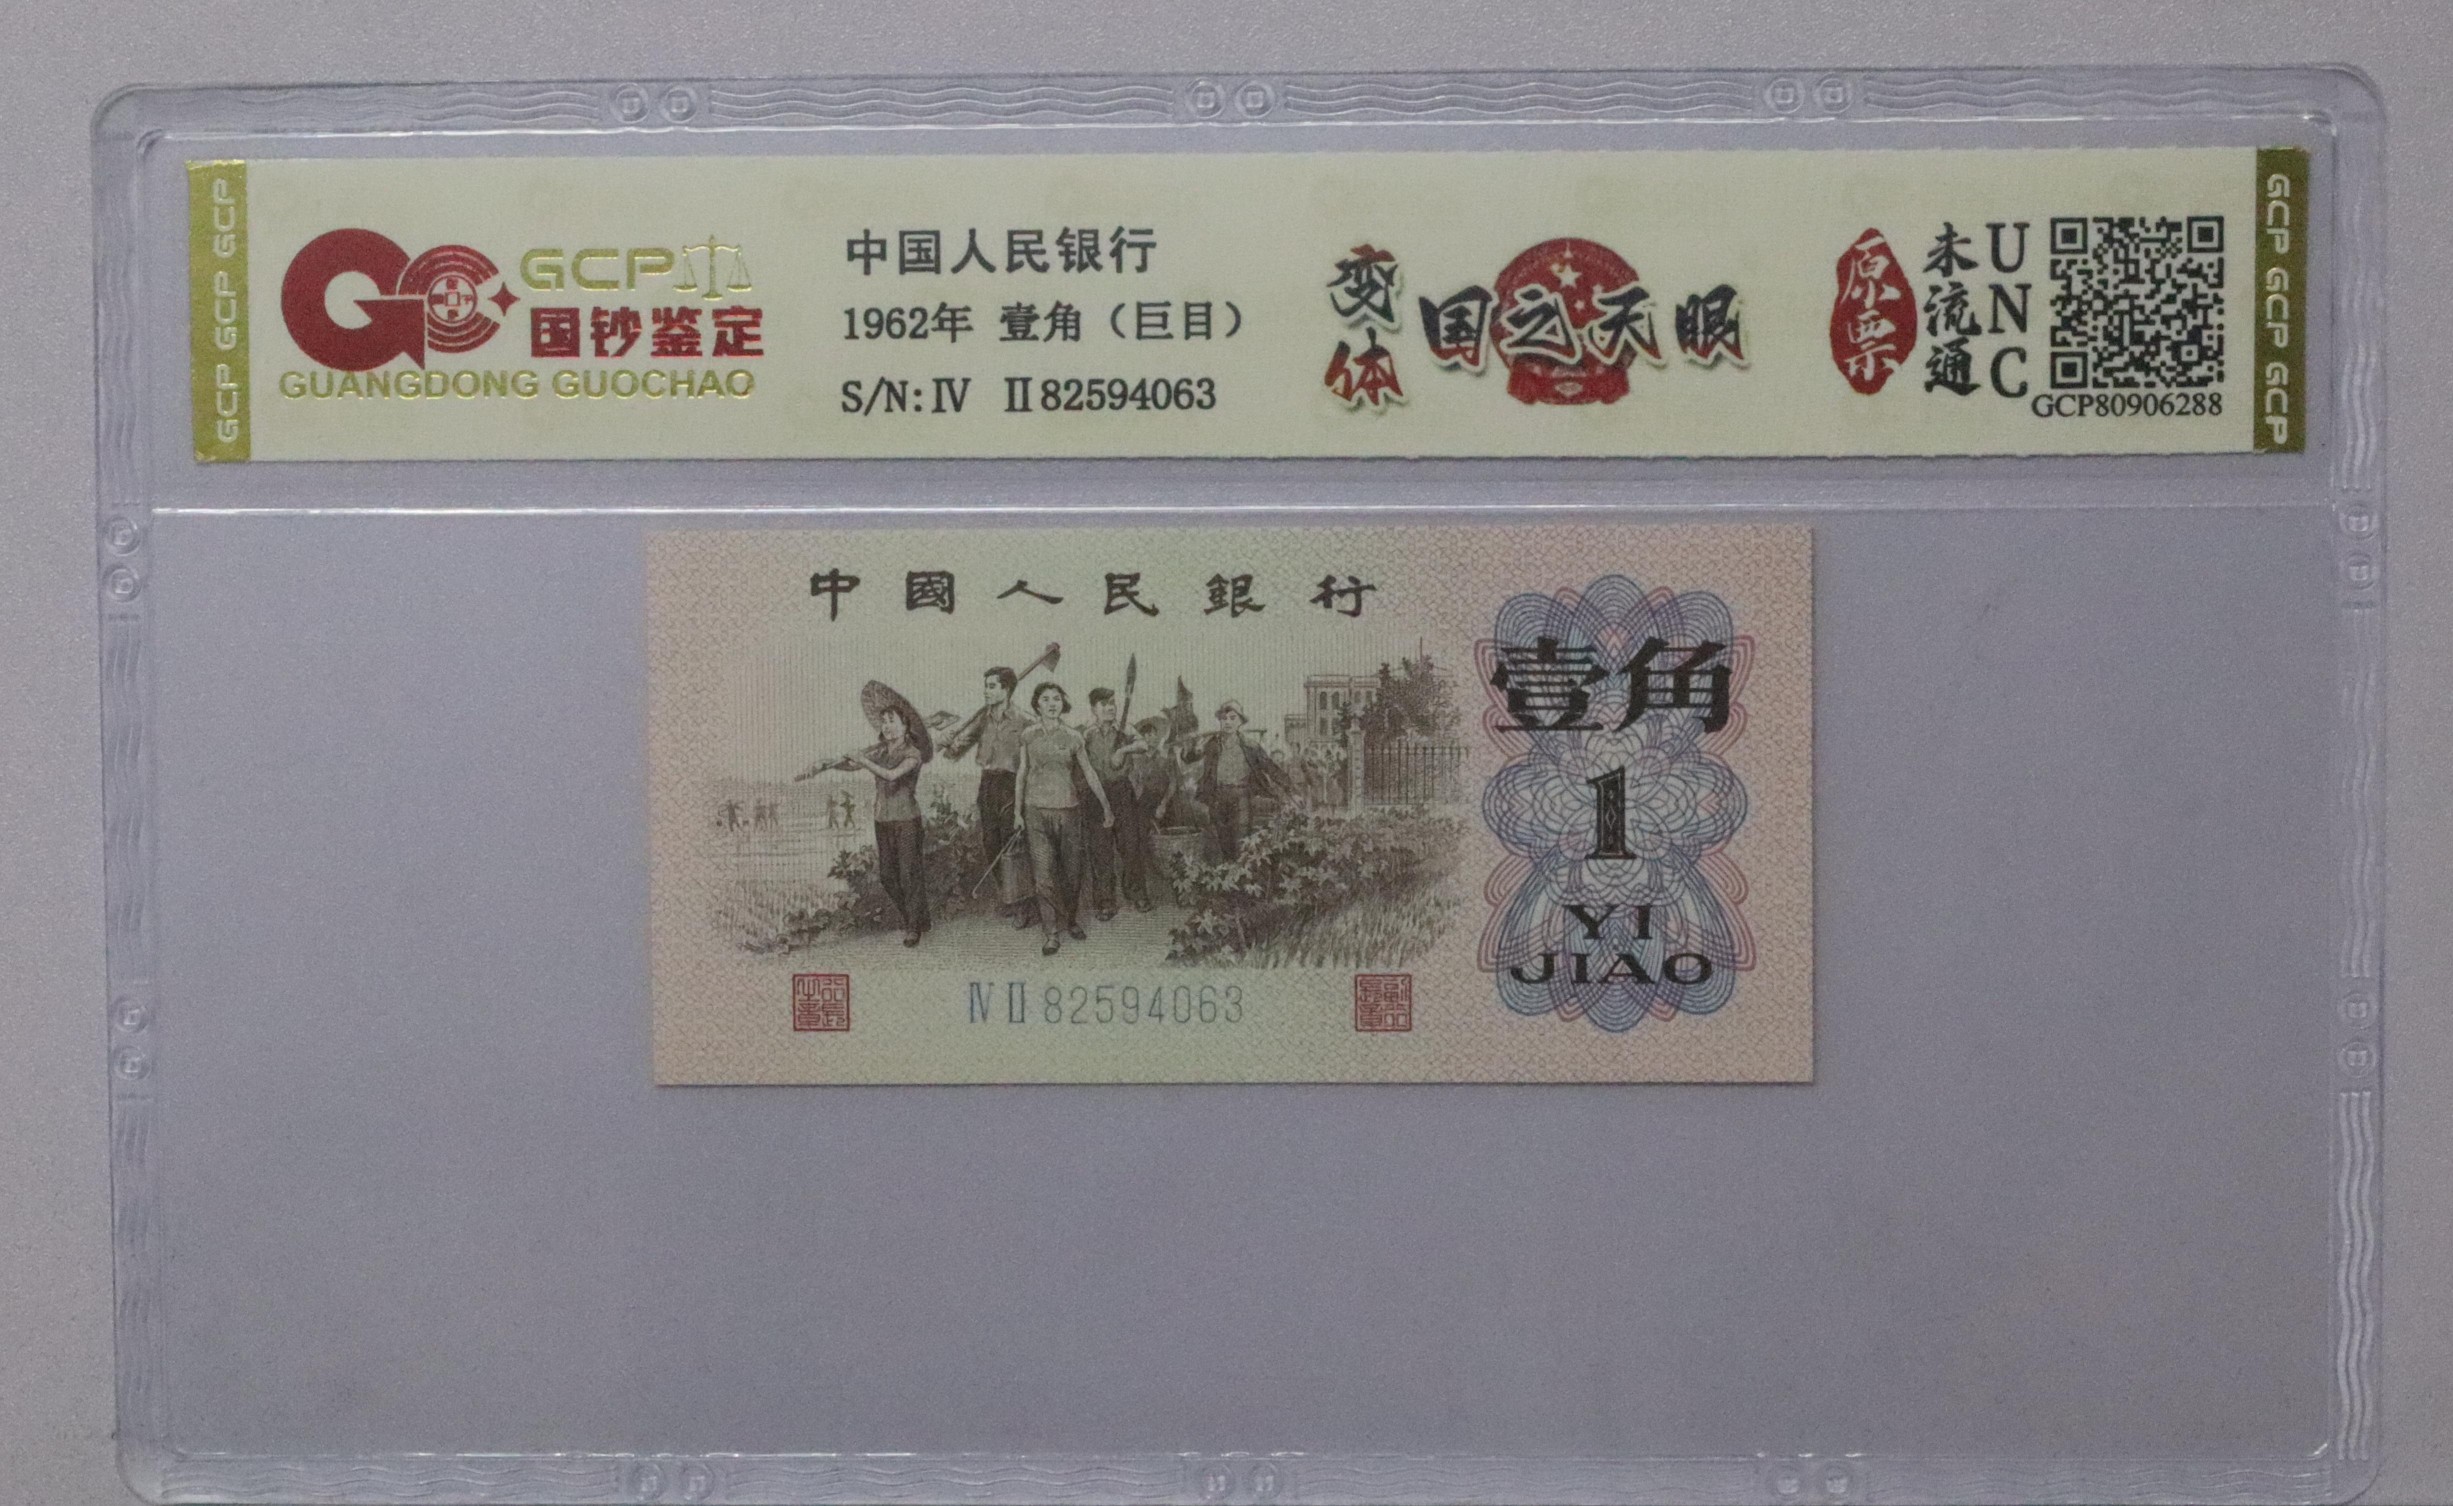 GCP GCP GCP
GCP
国钞鉴定
GUANGDONG GUOCHAO
中国人民银行
1962年 壹角（巨目）
S/N: Ⅳ Ⅱ82594063
变体
国之天眼
原票
未流通
UNC
GCP80906288
GCP GCP GCP
中國人民銀行
壹角
1
YI
JIAO
Ⅳ Ⅱ 82594063